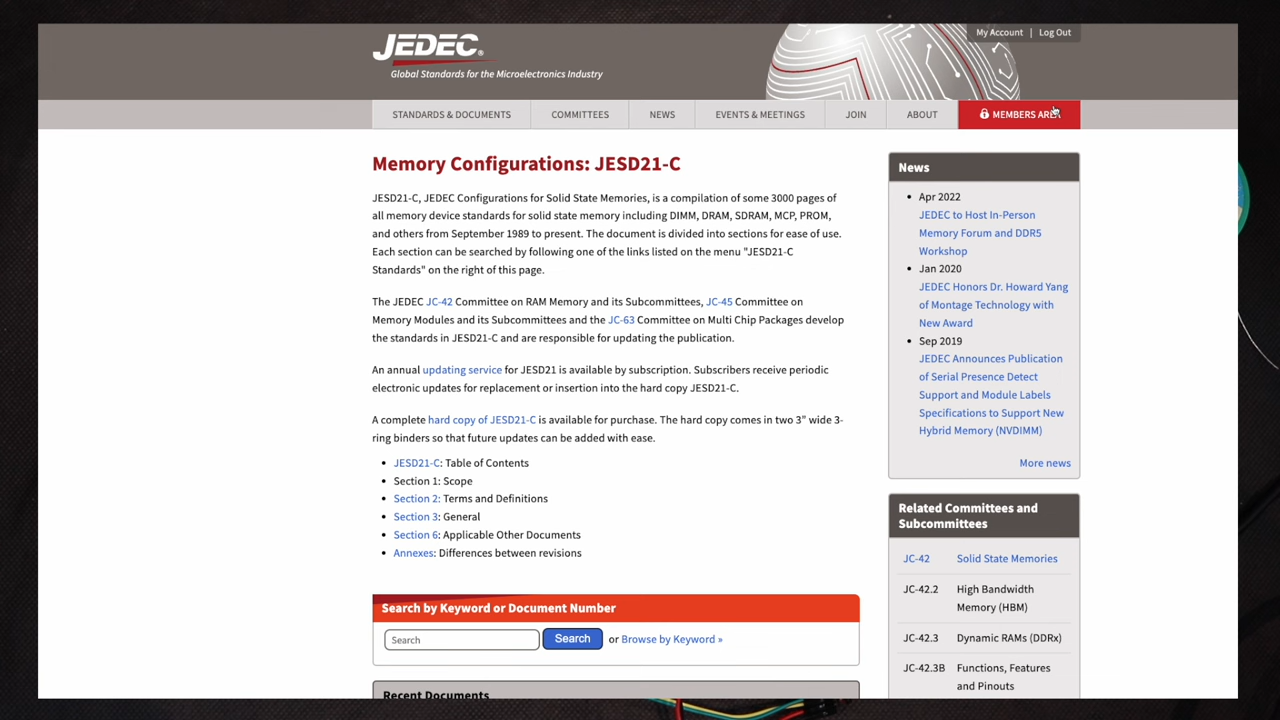 JEDEC®
Global Standards for the Microelectronics Industry
My Account | Log Out
STANDARDS & DOCUMENTS
COMMITTEES
NEWS
EVENTS & MEETINGS
JOIN
ABOUT
MEMBERS AREA
Memory Configurations: JESD21-C
JESD21-C, JEDEC Configurations for Solid State Memories, is a compilation of some 3000 pages of
all memory device standards for solid state memory including DIMM, DRAM, SDRAM, MCP, PROM,
and others from September 1989 to present. The document is divided into sections for ease of use.
Each section can be searched by following one of the links listed on the menu "JESD21-C
Standards" on the right of this page.
The JEDEC JC-42 Committee on RAM Memory and its Subcommittees, JC-45 Committee on
Memory Modules and its Subcommittees and the JC-63 Committee on Multi Chip Packages develop
the standards in JESD21-C and are responsible for updating the publication.
An annual updating service for JESD21 is available by subscription. Subscribers receive periodic
electronic updates for replacement or insertion into the hard copy JESD21-C.
A complete hard copy of JESD21-C is available for purchase. The hard copy comes in two 3" wide 3-
ring binders so that future updates can be added with ease.
JESD21-C: Table of Contents
Section 1: Scope
Section 2: Terms and Definitions
Section 3: General
Section 6: Applicable Other Documents
Annexes: Differences between revisions
Search by Keyword or Document Number
Search
Search
or Browse by Keyword »
Recent Documents
News
Apr 2022
JEDEC to Host In-Person
Memory Forum and DDR5
Workshop
Jan 2020
JEDEC Honors Dr. Howard Yang
of Montage Technology with
New Award
Sep 2019
JEDEC Announces Publication
of Serial Presence Detect
Support and Module Labels
Specifications to Support New
Hybrid Memory (NVDIMM)
More news
Related Committees and
Subcommittees
JC-42 Solid State Memories
JC-42.2 High Bandwidth
Memory (HBM)
JC-42.3 Dynamic RAMs (DDRx)
JC-42.3B Functions, Features
and Pinouts